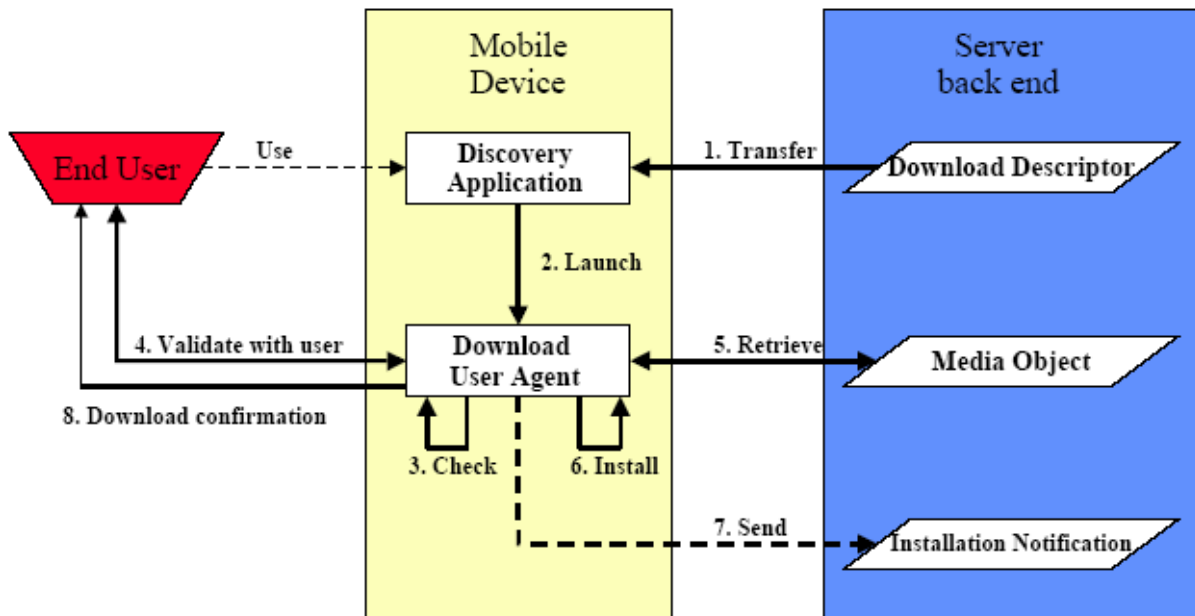 Mobile
Device
Server
back end
End User
Use
Discovery
Application
1. Transfer
Download Descriptor
2. Launch
4. Validate with user
Download
User Agent
5. Retrieve
Media Object
8. Download confirmation
3. Check
6. Install
7. Send
Installation Notification